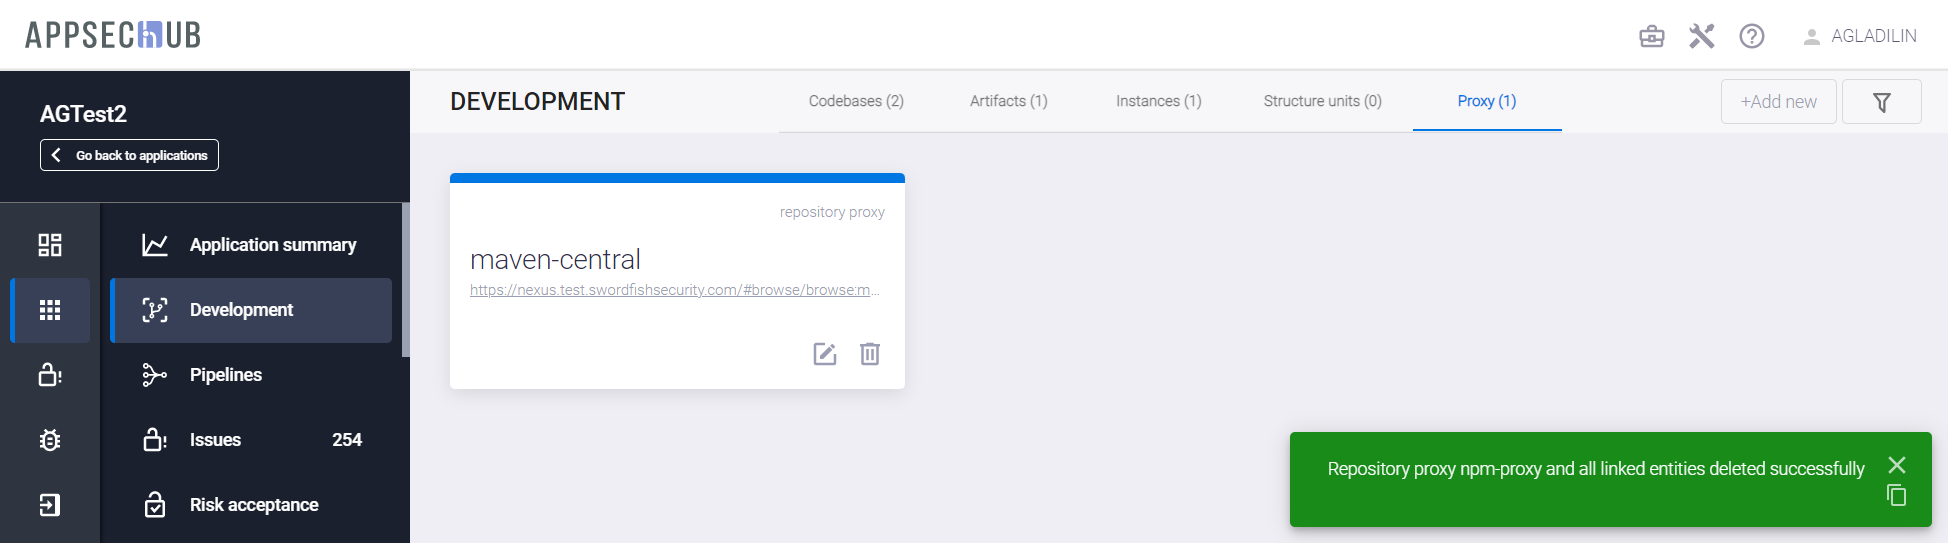 APPSECHUB
AGLADILIN
AGTest2
Go back to applications
DEVELOPMENT
Codebases (2)
Artifacts (1)
Instances (1)
Structure units (0)
Proxy (1)
+Add new
Application summary
Development
Pipelines
Issues 254
Risk acceptance
repository proxy
maven-central
https://nexus.test.swordfishsecurity.com/#browse/browse:m...
Repository proxy npm-proxy and all linked entities deleted successfully